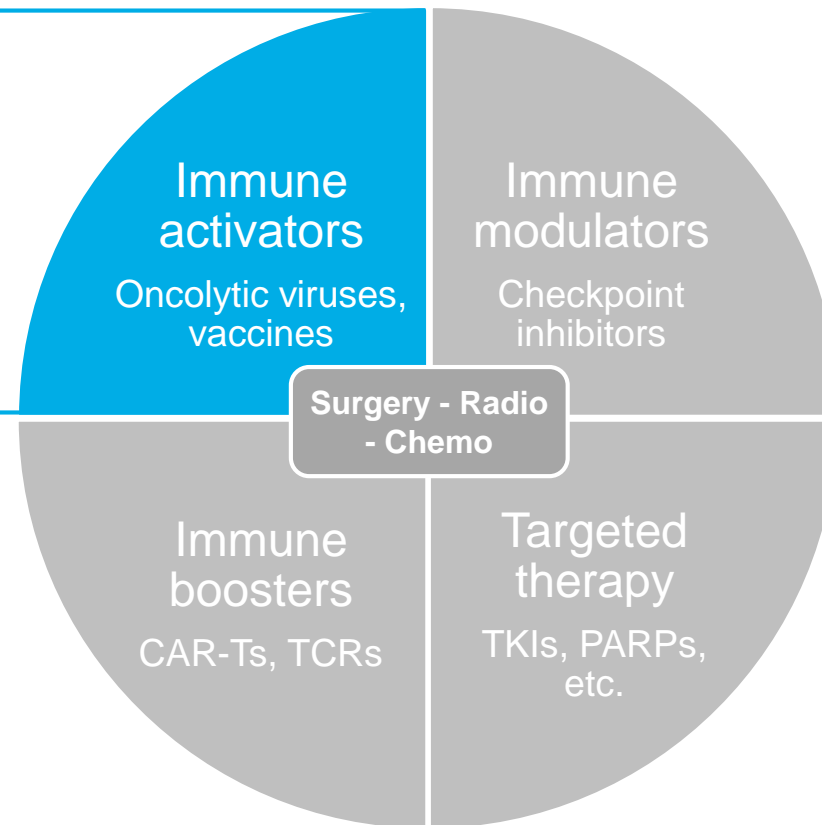 Immune
activators
Oncolytic viruses,
vaccines
Immune
modulators
Checkpoint
inhibitors
Surgery - Radio
- Chemo
Immune
boosters
CAR-Ts, TCRs
Targeted
therapy
TKIs, PARPs,
etc.